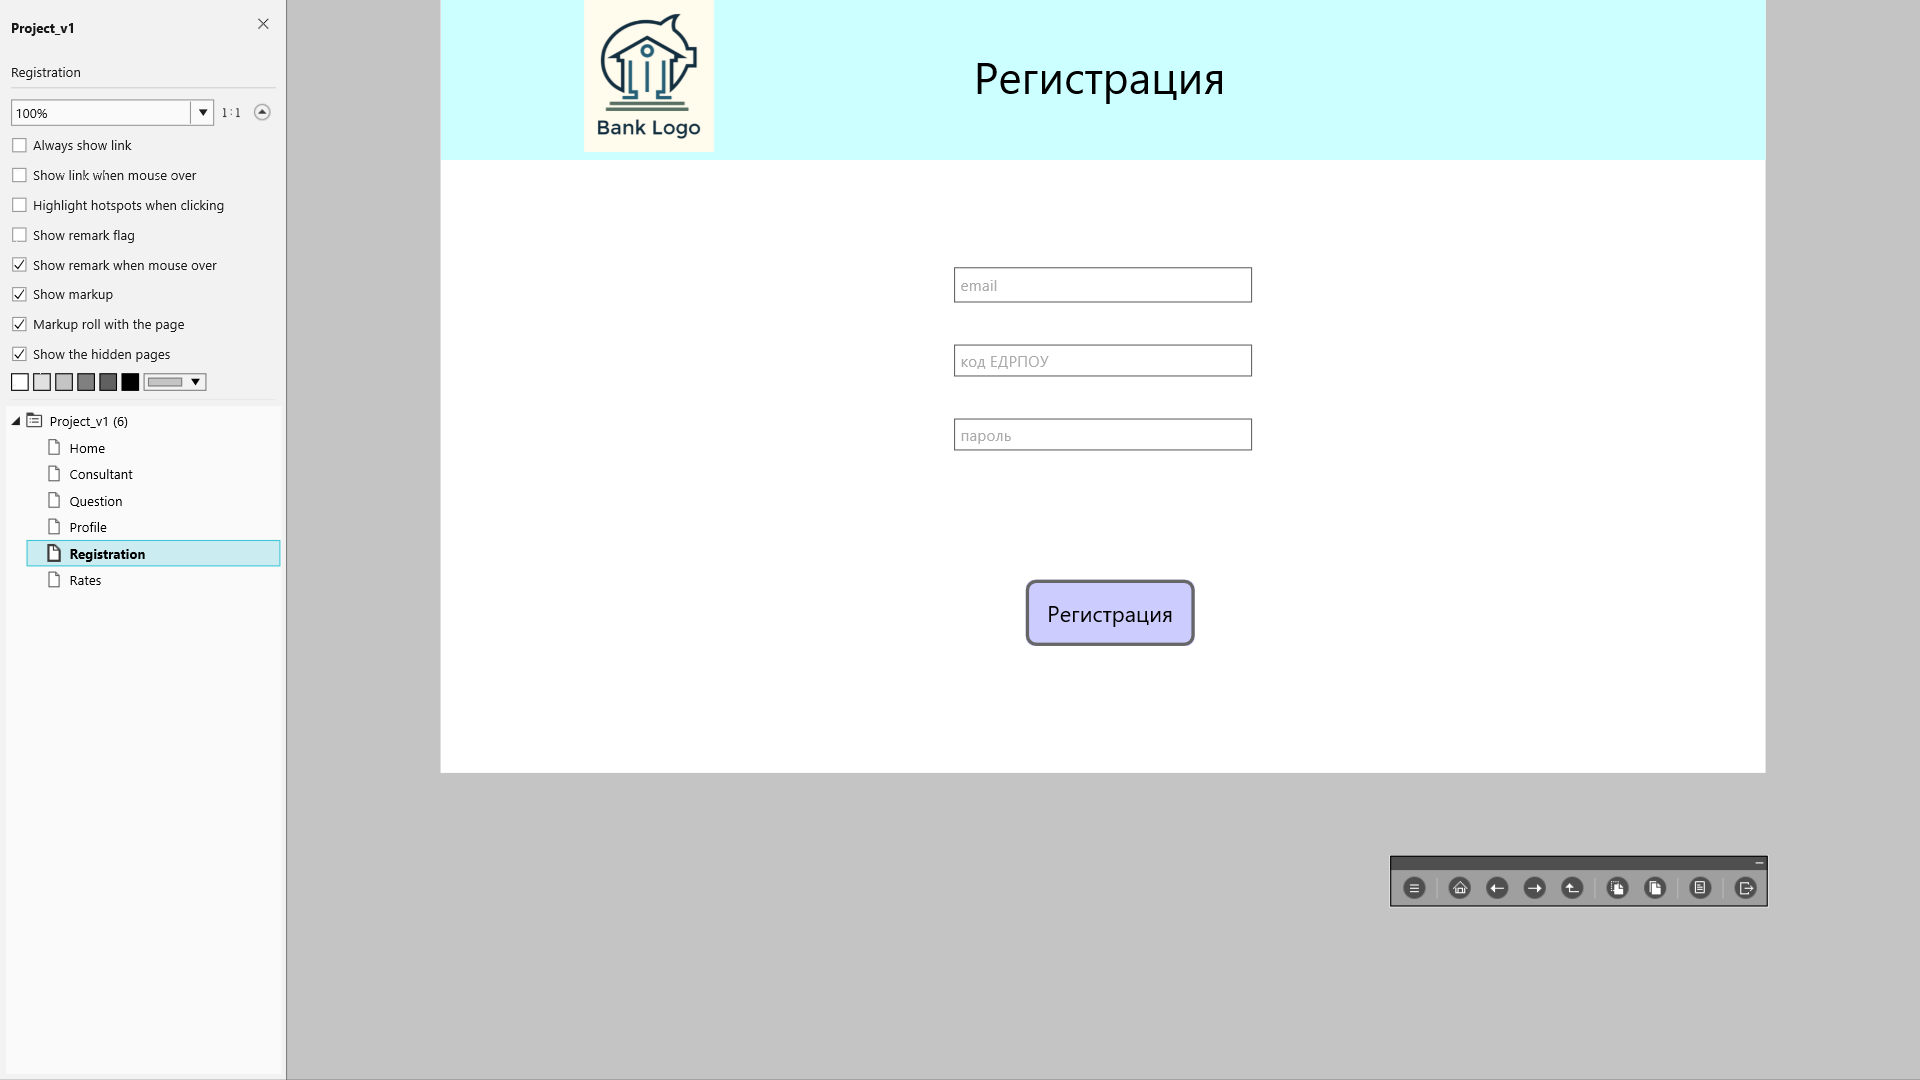 Project_v1
Registration
100%
1:1
Always show link
Show link when mouse over
Highlight hotspots when clicking
Show remark flag
Show remark when mouse over
Show markup
Markup roll with the page
Show the hidden pages
Project_v1 (6)
Home
Consultant
Question
Profile
Registration
Rates
Bank Logo
Регистрация
email
код ЕДРПОУ
пароль
Регистрация